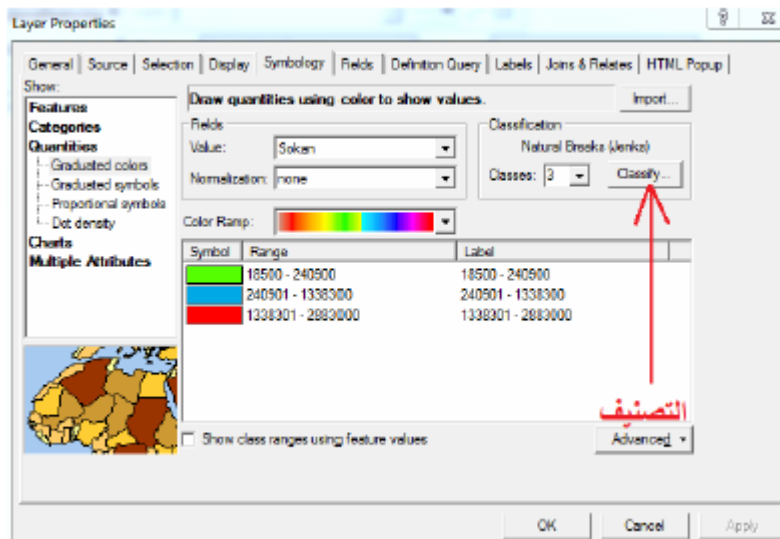 Layer Properties
General Source Selection Display Symbology Fields Definition Query Labels Joins & Relates HTML Popup
Show:
Features
Categories
Quantities
Graduated colors
Graduated symbols
Proportional symbols
Dot density
Charts
Multiple Attributes
Draw quantities using color to show values.
Import...
Fields
Value: Sokan
Normalization: none
Classification
Natural Breaks (Jenks)
Classes: 3 Classify...
Color Ramp:
Symbol Range Label
18500 - 240900 18500 - 240900
240901 - 1338300 240901 - 1338300
1338301 - 2883000 1338301 - 2883000
التصنيف
Show class ranges using feature values
Advanced
OK Cancel Apply